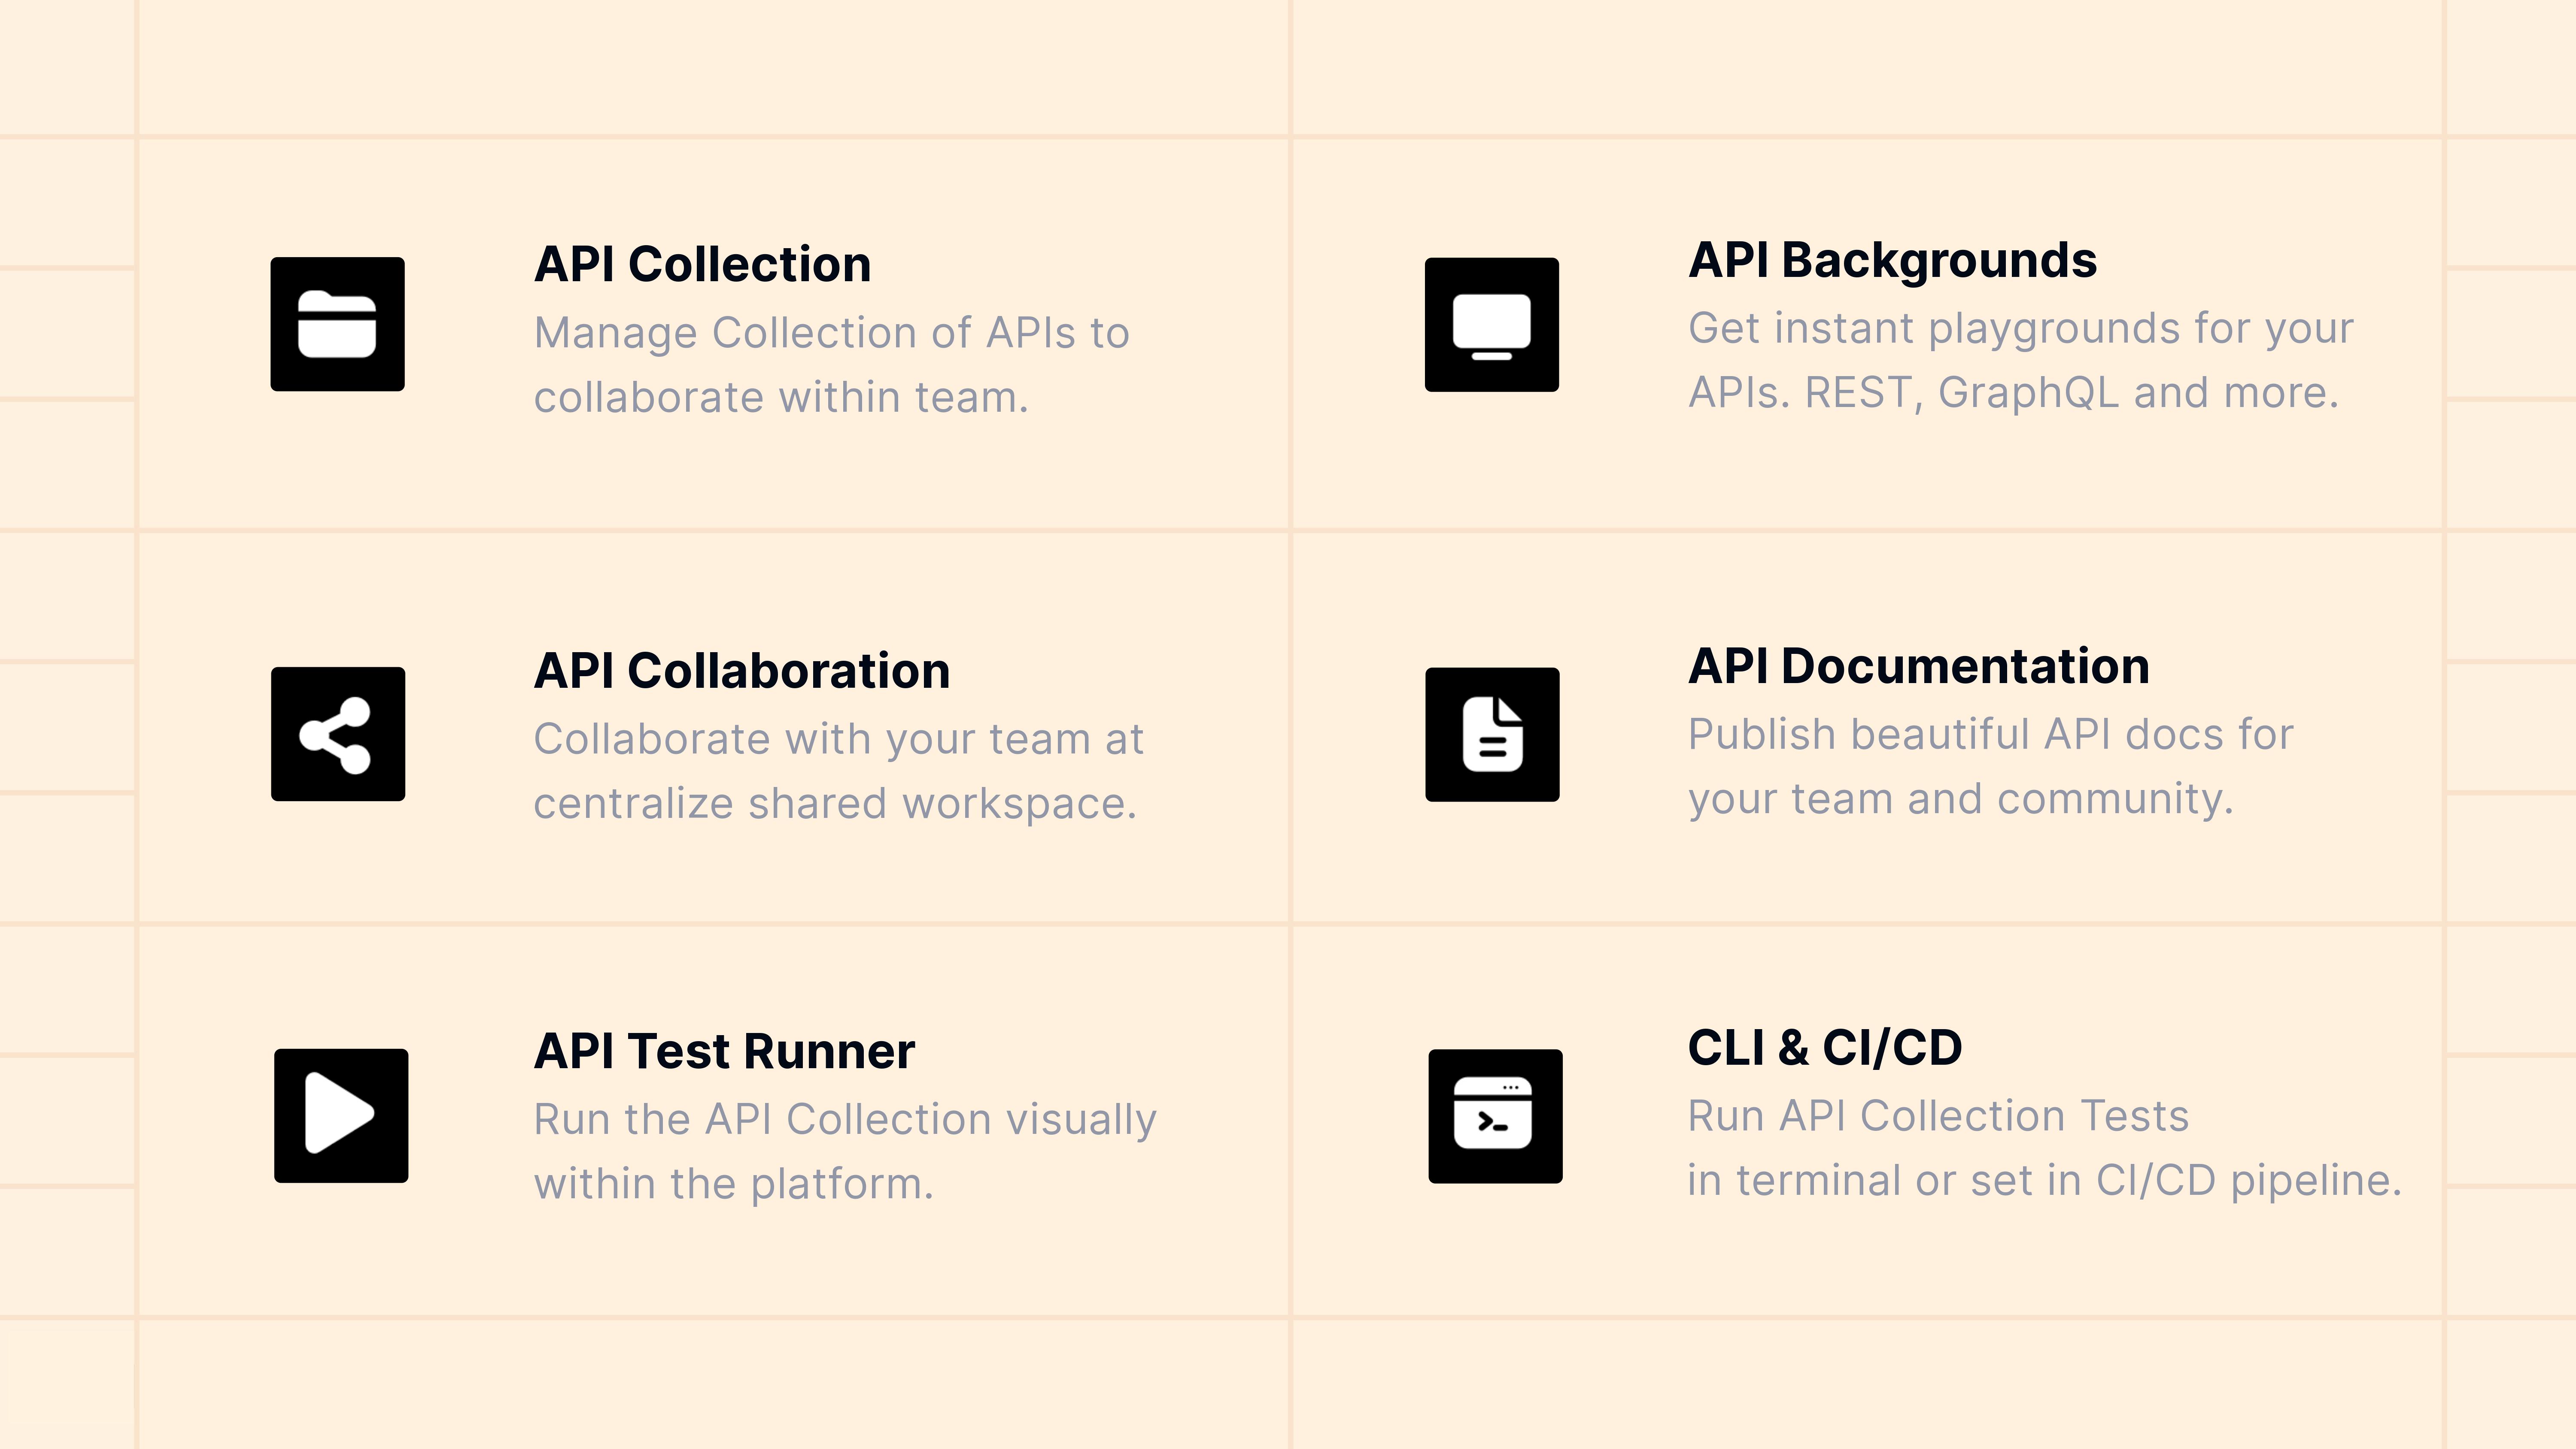 API Collection
Manage Collection of APIs to
collaborate within team.
API Backgrounds
Get instant playgrounds for your
APIs. REST, GraphQL and more.
API Collaboration
Collaborate with your team at
centralize shared workspace.
API Documentation
Publish beautiful API docs for
your team and community.
API Test Runner
Run the API Collection visually
within the platform.
CLI & CI/CD
Run API Collection Tests
in terminal or set in CI/CD pipeline.